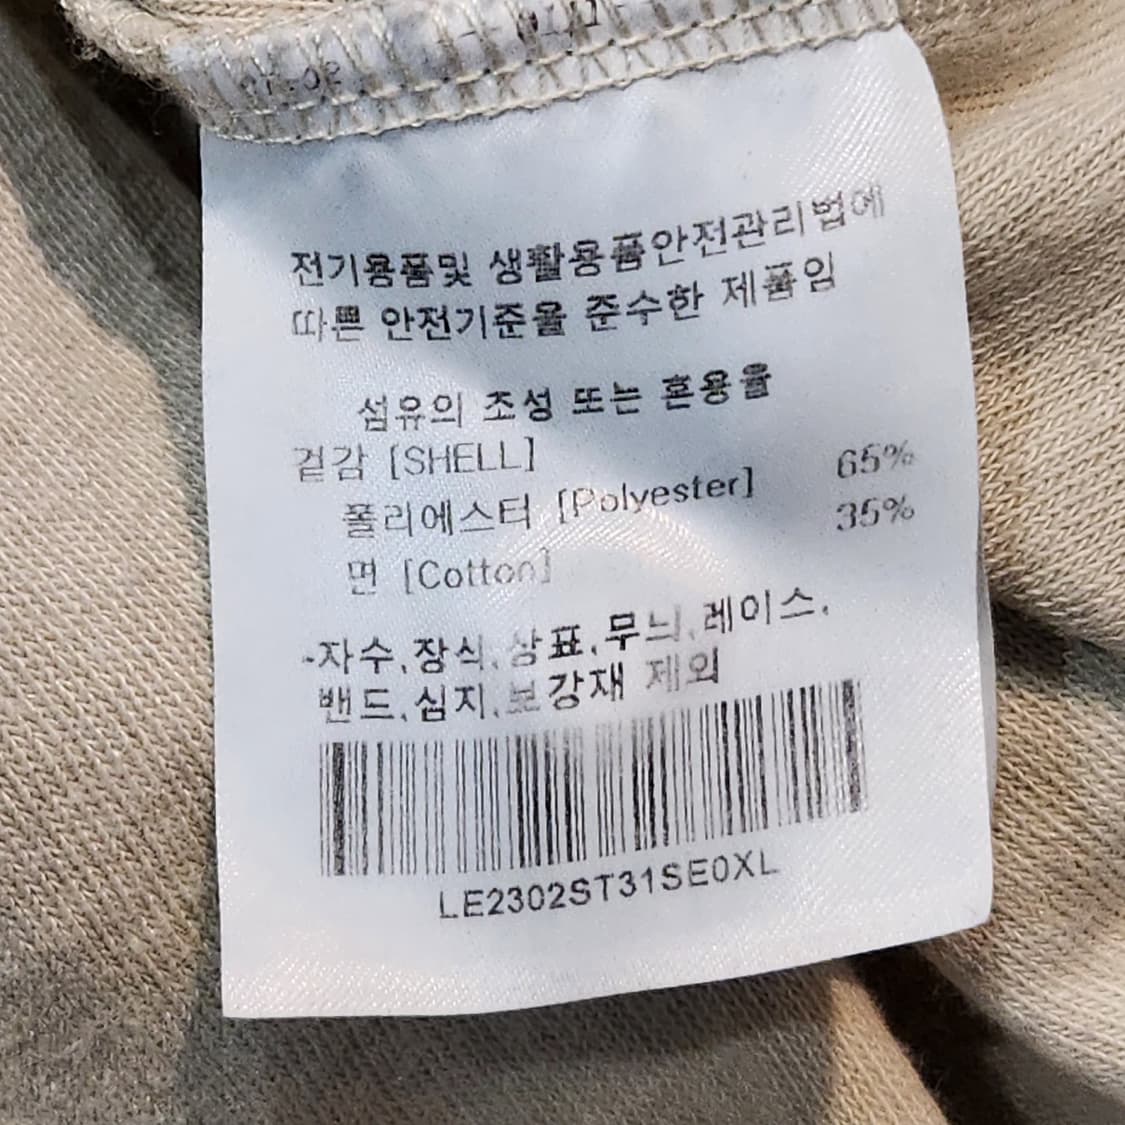 전기용품및 생활용품안전관리법에
따른 안전기준을 준수한 제품임
섬유의 조성 또는 혼용율
겉감 [SHELL]
폴리에스터 [Polyester] 65%
면 [Cotton] 35%
-자수,장식,상표,무늬,레이스,
밴드,심지,보강재 제외
LE2302ST31SE0XL